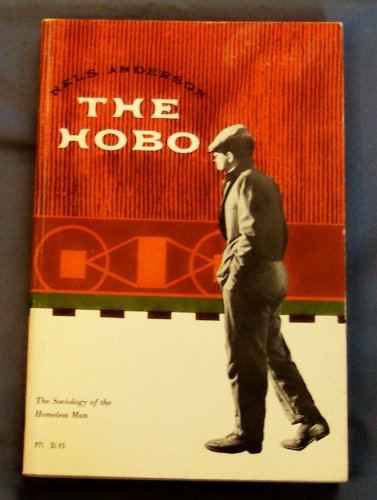 NELS ANDERSON
THE
HOBO
The Sociology of the
Homeless Man
P71 $1.95